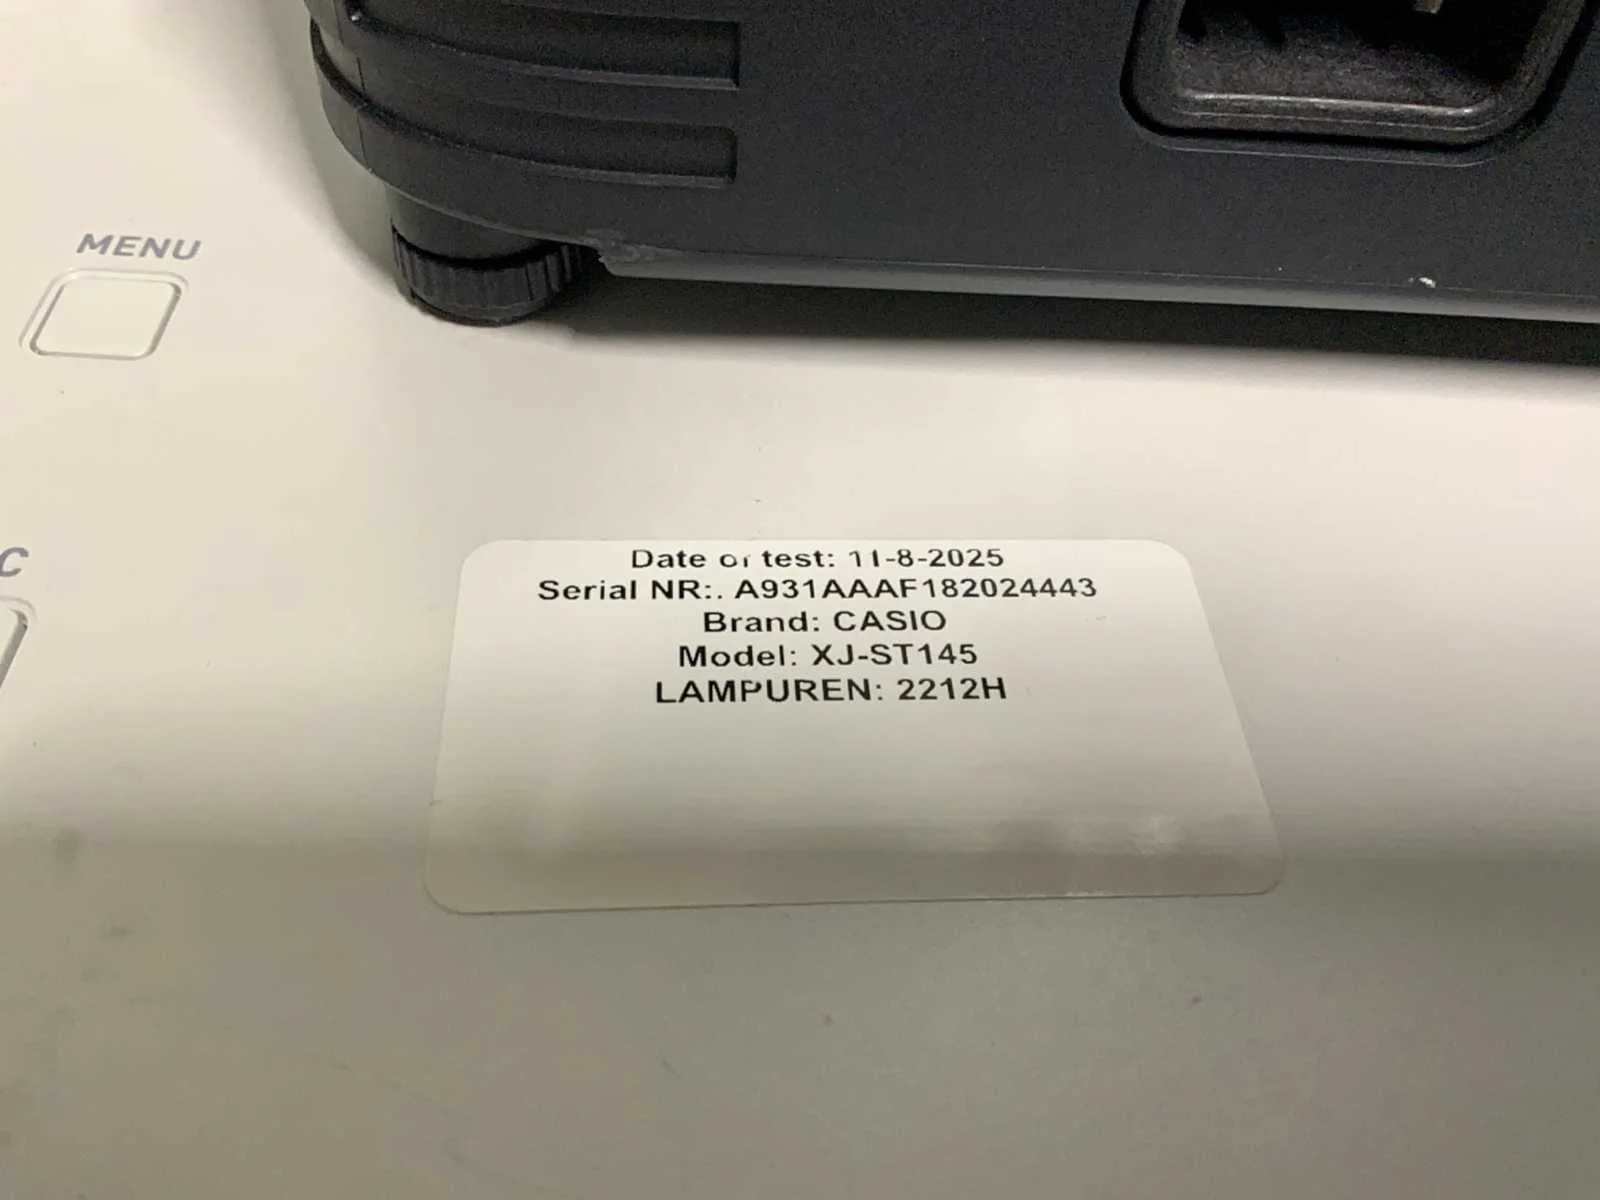 MENU
C
Date of test: 11-8-2025
Serial NR:. A931AAAF182024443
Brand: CASIO
Model: XJ-ST145
LAMPUREN: 2212H